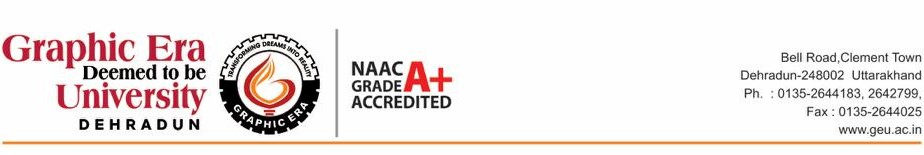 Graphic Era
Deemed to be
University
DEHRADUN
TRANSFORMING DREAMS INTO REALITY
GRAPHIC ERA
NAAC
GRADE A+
ACCREDITED
Bell Road,Clement Town
Dehradun-248002 Uttarakhand
Ph. : 0135-2644183, 2642799,
Fax : 0135-2644025
www.geu.ac.in